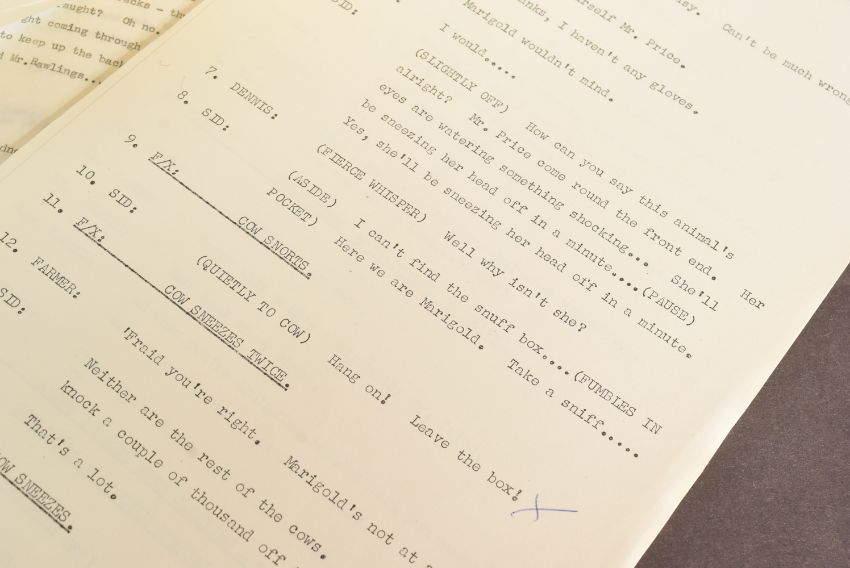 aught? Oh no.
ght coming through
to keep up the back
Mr.Rawlings...
Can't be much wrong
rself Mr. Price.
anks, I haven't any gloves.
Marigold wouldn't mind.
I would.....
SID: (SLIGHTLY OFF) How can you say this animal's
alright? Mr. Price come round the front end. Her
eyes are watering something shocking... She'll
be sneezing her head off in a minute....(PAUSE)
Yes, she'll be sneezing her head off in a minute.
7. DENNIS: (FIERCE WHISPER) Well why isn't she?
8. SID: (ASIDE) I can't find the snuff box....(FUMBLES IN
POCKET) Here we are Marigold. Take a sniff.....
9. F/X: COW SNORTS.
10. SID: (QUIETLY TO COW) Hang on! Leave the box!
11. F/X: COW SNEEZES TWICE.
12. FARMER: 'Fraid you're right. Marigold's not at a
Neither are the rest of the cows.
knock a couple of thousand off
SID: That's a lot.
COW SNEEZES.